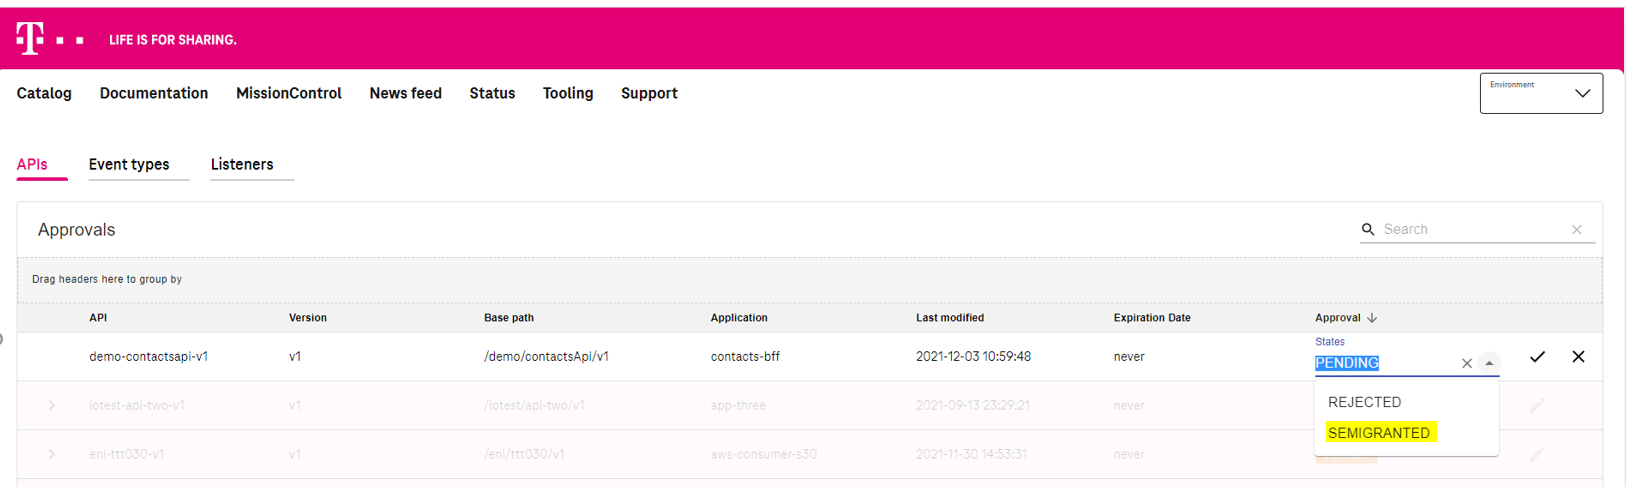 T
LIFE IS FOR SHARING.
Catalog Documentation MissionControl News feed Status Tooling Support
Environment
APIs Event types Listeners
Approvals
Search
Drag headers here to group by
API Version Base path Application Last modified Expiration Date Approval
States
demo-contactsapi-v1 v1 /demo/contactsApi/v1 contacts-bff 2021-12-03 10:59:48 never PENDING
iotest-api-two-v1 v1 /iotest/api-two/v1 app-three 2021-09-13 23:29:21 never
REJECTED
SEMIGRANTED
eni-ttt030-v1 v1 /eni/ttt030/v1 aws-consumer-s30 2021-11-30 14:53:31 never